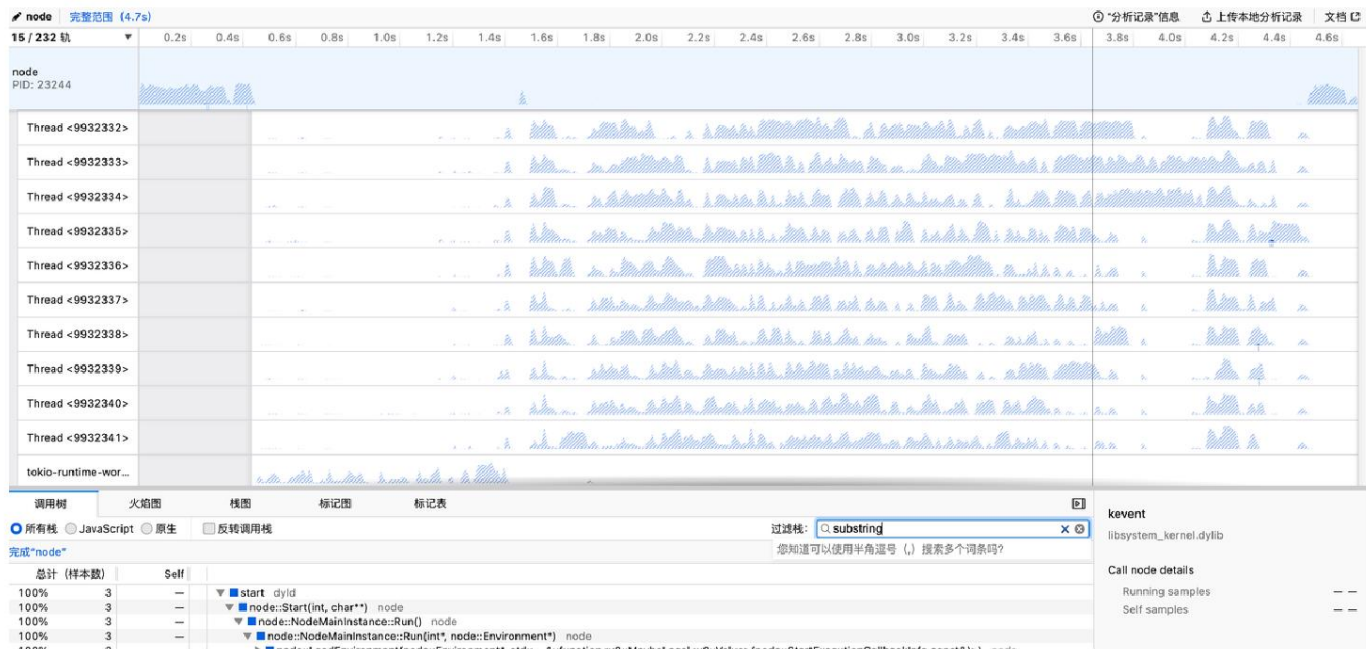 node 完整范围 (4.7s) “分析记录”信息 上传本地分析记录 文档
15 / 232 轨 0.2s 0.4s 0.6s 0.8s 1.0s 1.2s 1.4s 1.6s 1.8s 2.0s 2.2s 2.4s 2.6s 2.8s 3.0s 3.2s 3.4s 3.6s 3.8s 4.0s 4.2s 4.4s 4.6s
node
PID: 23244
Thread <9932332>
Thread <9932333>
Thread <9932334>
Thread <9932335>
Thread <9932336>
Thread <9932337>
Thread <9932338>
Thread <9932339>
Thread <9932340>
Thread <9932341>
tokio-runtime-wor...
调用树 火焰图 栈图 标记图 标记表
所有栈 JavaScript 原生 反转调用栈 过滤栈: substring
您知道可以使用半角逗号 (,) 搜索多个词条吗?
完成“node”
总计 (样本数) Self
100% 3 — start dyld
100% 3 — node::Start(int, char**) node
100% 3 — node::NodeMainInstance::Run() node
100% 3 — node::NodeMainInstance::Run(int*, node::Environment*) node
kevent
libsystem_kernel.dylib
Call node details
Running samples — —
Self samples — —